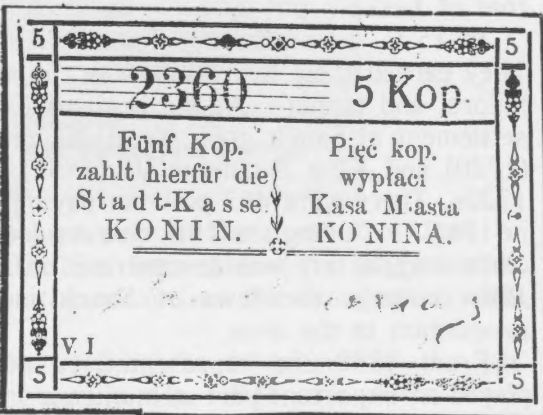 5 5
2360 5 Kop.
Fünf Kop.
zahlt hierfür die
Stadt-Kasse
KONIN.
Pięć kop.
wypłaci
Kasa Miasta
KONINA.
VI
5 5